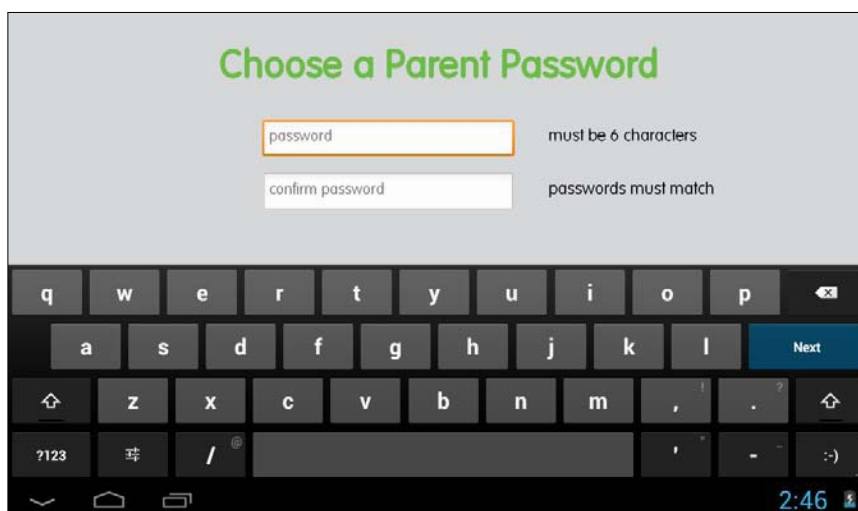 Choose a Parent Password
password must be 6 characters
confirm password passwords must match
q w e r t y u i o p
a s d f g h j k l Next
z x c v b n m , ! . ?
?123 / @ ' " - _ :-)
2:46